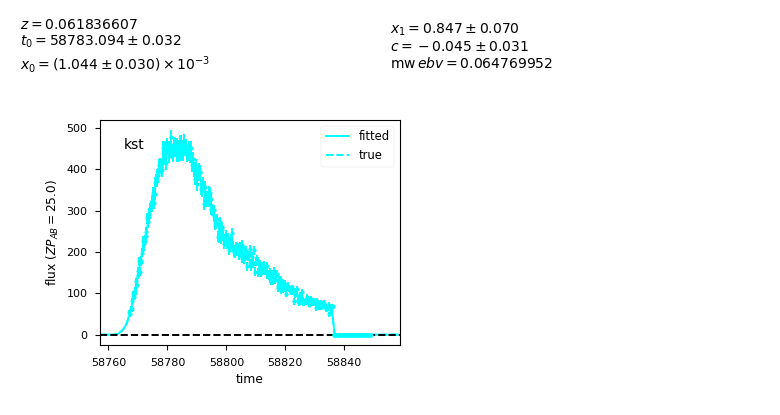 z = 0.061836607
t₀ = 58783.094 ± 0.032
x₀ = (1.044 ± 0.030) × 10⁻³
x₁ = 0.847 ± 0.070
c = −0.045 ± 0.031
mw ebv = 0.064769952
kst
fitted
true
500
400
300
200
100
0
flux (ZP_AB = 25.0)
58760 58780 58800 58820 58840
time